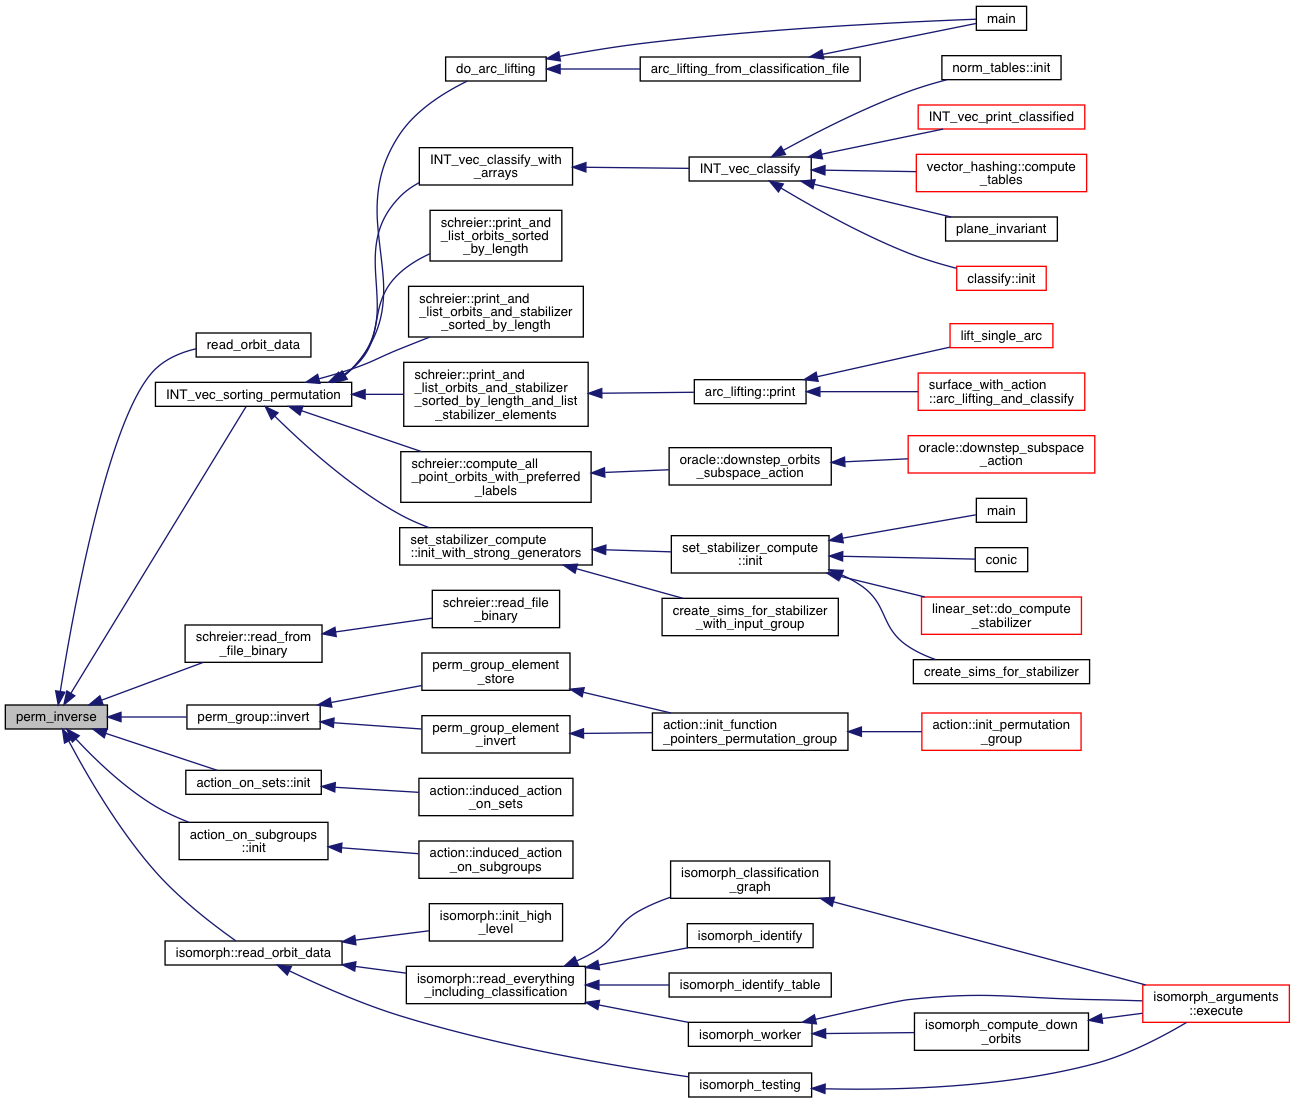 main
do_arc_lifting
arc_lifting_from_classification_file
norm_tables::init
INT_vec_print_classified
INT_vec_classify_with
_arrays
INT_vec_classify
vector_hashing::compute
_tables
plane_invariant
classify::init
schreier::print_and
_list_orbits_sorted
_by_length
schreier::print_and
_list_orbits_and_stabilizer
_sorted_by_length
read_orbit_data
INT_vec_sorting_permutation
schreier::print_and
_list_orbits_and_stabilizer
_sorted_by_length_and_list
_stabilizer_elements
arc_lifting::print
lift_single_arc
surface_with_action
::arc_lifting_and_classify
schreier::compute_all
_point_orbits_with_preferred
_labels
oracle::downstep_orbits
_subspace_action
oracle::downstep_subspace
_action
set_stabilizer_compute
::init_with_strong_generators
set_stabilizer_compute
::init
main
conic
linear_set::do_compute
_stabilizer
create_sims_for_stabilizer
create_sims_for_stabilizer
_with_input_group
schreier::read_from
_file_binary
schreier::read_file
_binary
perm_inverse
perm_group::invert
perm_group_element
_store
perm_group_element
_invert
action::init_function
_pointers_permutation_group
action::init_permutation
_group
action_on_sets::init
action::induced_action
_on_sets
action_on_subgroups
::init
action::induced_action
_on_subgroups
isomorph::read_orbit_data
isomorph::init_high
_level
isomorph::read_everything
_including_classification
isomorph_classification
_graph
isomorph_identify
isomorph_identify_table
isomorph_worker
isomorph_compute_down
_orbits
isomorph_arguments
::execute
isomorph_testing